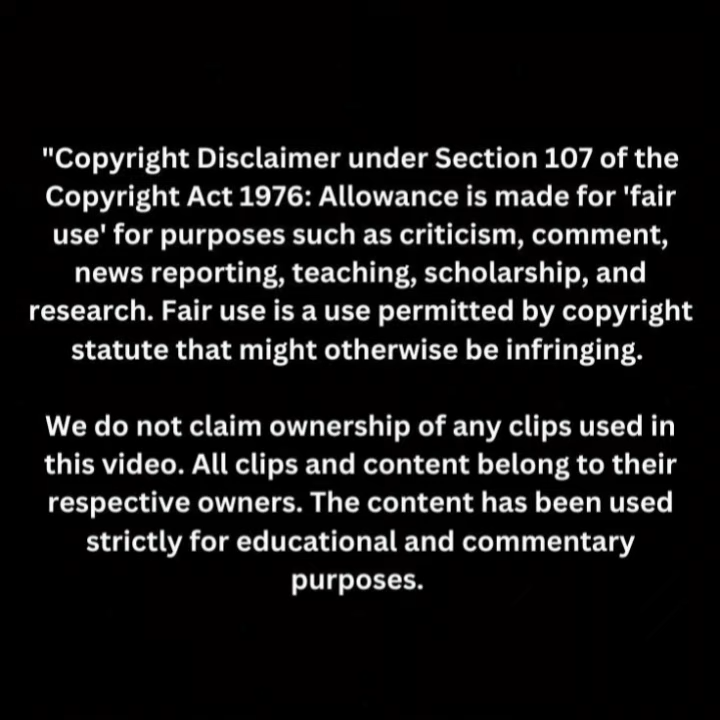 "Copyright Disclaimer under Section 107 of the
Copyright Act 1976: Allowance is made for 'fair
use' for purposes such as criticism, comment,
news reporting, teaching, scholarship, and
research. Fair use is a use permitted by copyright
statute that might otherwise be infringing.
We do not claim ownership of any clips used in
this video. All clips and content belong to their
respective owners. The content has been used
strictly for educational and commentary
purposes.